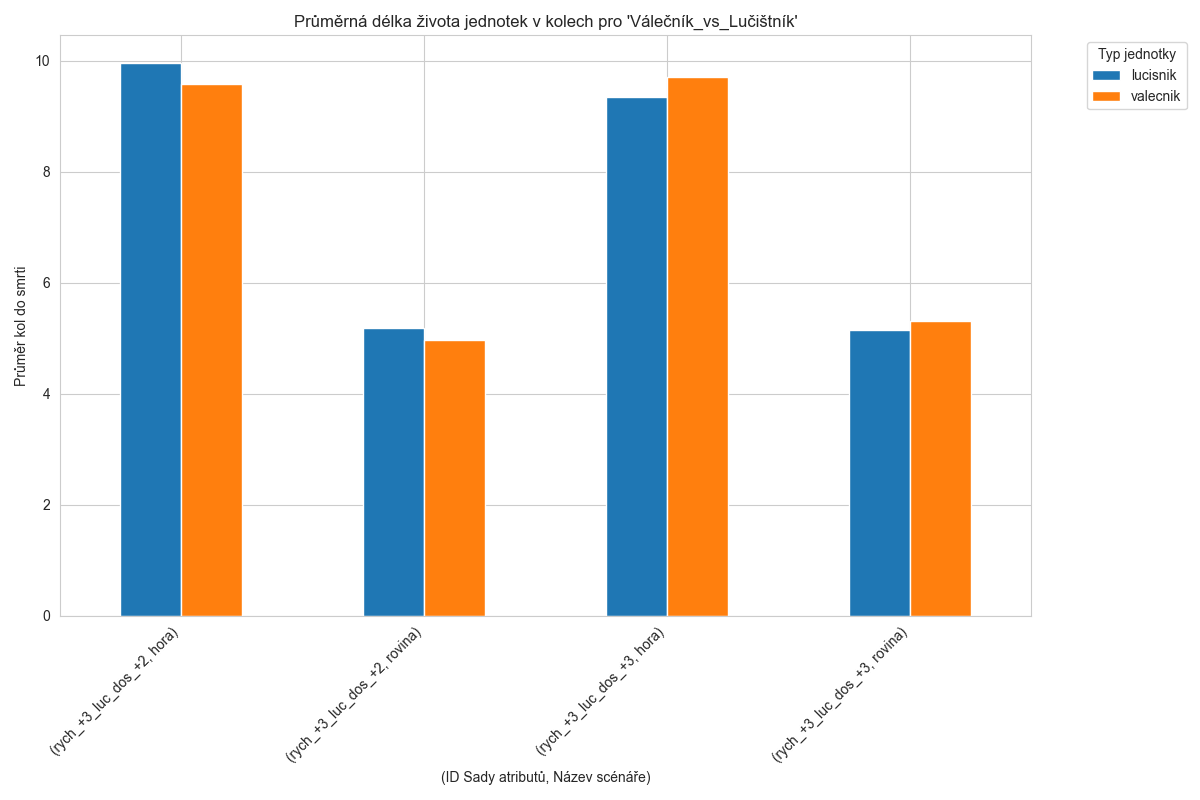 Průměrná délka života jednotek v kolech pro 'Válečník_vs_Lučištník'
Typ jednotky
lucisnik
valecnik
Průměr kol do smrti
10
8
6
4
2
0
(rych_+3_luc_dos_+2, hora)
(rych_+3_luc_dos_+2, rovina)
(rych_+3_luc_dos_+3, hora)
(rych_+3_luc_dos_+3, rovina)
(ID Sady atributů, Název scénáře)